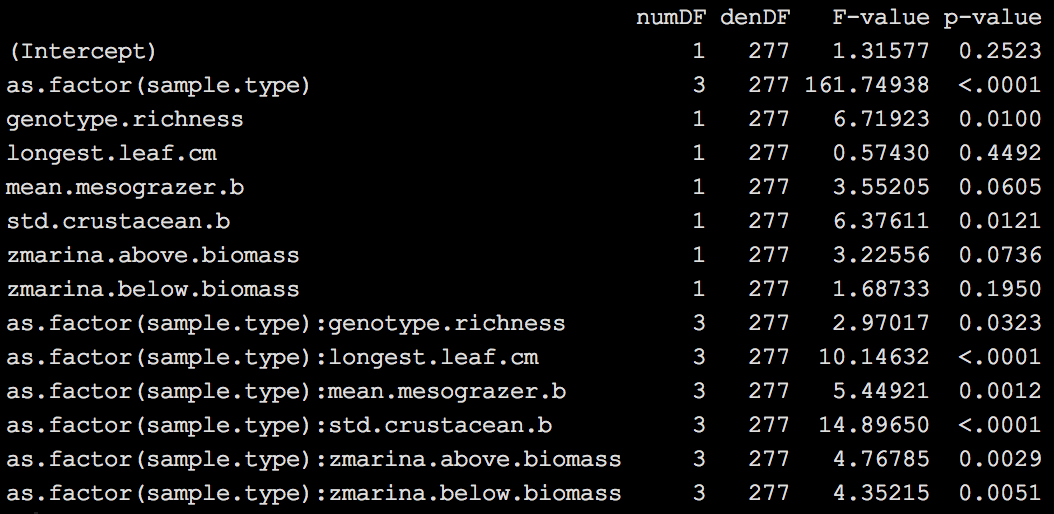 numDF denDF F-value p-value
(Intercept) 1 277 1.31577 0.2523
as.factor(sample.type) 3 277 161.74938 <.0001
genotype.richness 1 277 6.71923 0.0100
longest.leaf.cm 1 277 0.57430 0.4492
mean.mesograzer.b 1 277 3.55205 0.0605
std.crustacean.b 1 277 6.37611 0.0121
zmarina.above.biomass 1 277 3.22556 0.0736
zmarina.below.biomass 1 277 1.68733 0.1950
as.factor(sample.type):genotype.richness 3 277 2.97017 0.0323
as.factor(sample.type):longest.leaf.cm 3 277 10.14632 <.0001
as.factor(sample.type):mean.mesograzer.b 3 277 5.44921 0.0012
as.factor(sample.type):std.crustacean.b 3 277 14.89650 <.0001
as.factor(sample.type):zmarina.above.biomass 3 277 4.76785 0.0029
as.factor(sample.type):zmarina.below.biomass 3 277 4.35215 0.0051